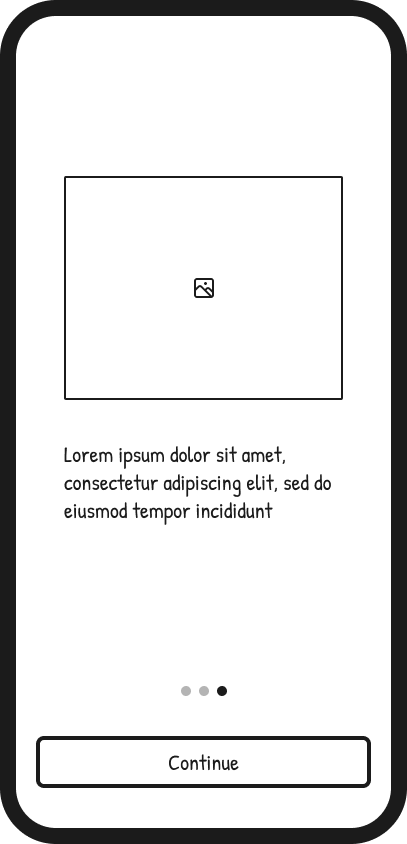 Lorem ipsum dolor sit amet,
consectetur adipiscing elit, sed do
eiusmod tempor incididunt
Continue